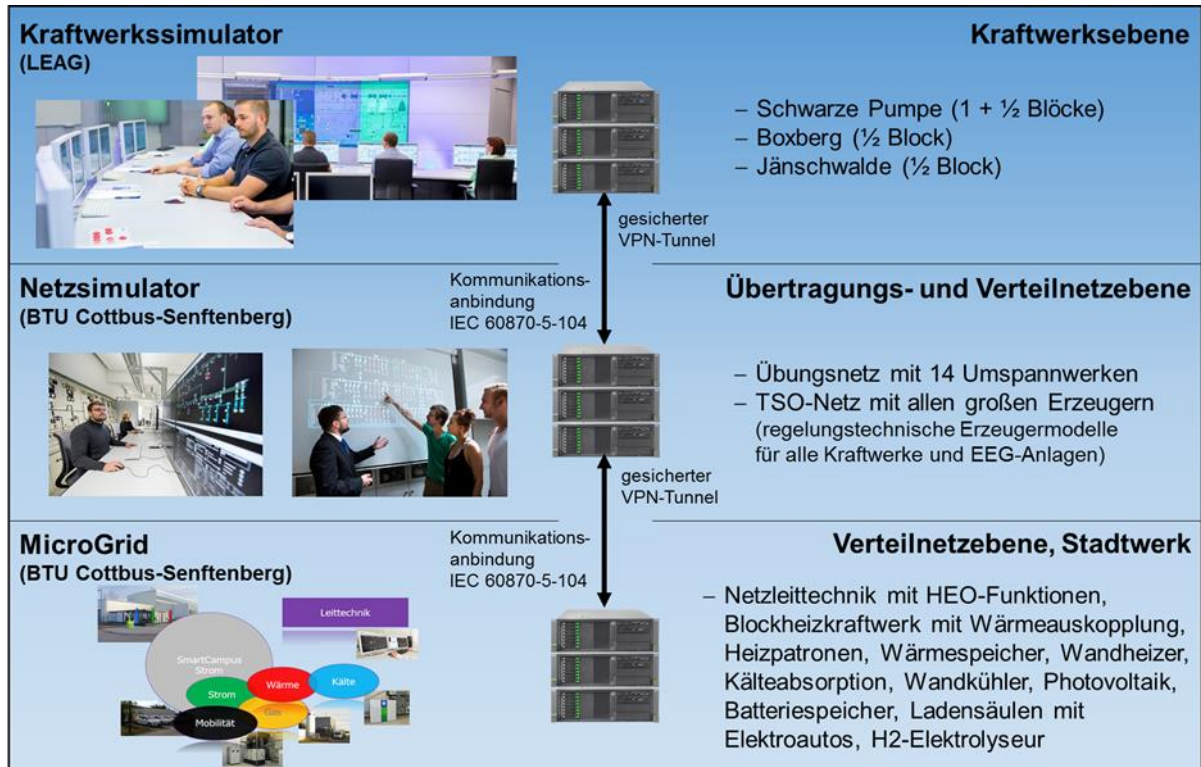 Kraftwerkssimulator
(LEAG)
Kraftwerksebene
– Schwarze Pumpe (1 + ½ Blöcke)
– Boxberg (½ Block)
– Jänschwalde (½ Block)
gesicherter
VPN-Tunnel
Netzsimulator
(BTU Cottbus-Senftenberg)
Kommunikations-
anbindung
IEC 60870-5-104
Übertragungs- und Verteilnetzebene
– Übungsnetz mit 14 Umspannwerken
– TSO-Netz mit allen großen Erzeugern
(regelungstechnische Erzeugermodelle
für alle Kraftwerke und EEG-Anlagen)
gesicherter
VPN-Tunnel
MicroGrid
(BTU Cottbus-Senftenberg)
Kommunikations-
anbindung
IEC 60870-5-104
Verteilnetzebene, Stadtwerk
Leittechnik
SmartCampus
Strom
Strom
Wärme
Kälte
Gas
Mobilität
– Netzleittechnik mit HEO-Funktionen,
Blockheizkraftwerk mit Wärmeauskopplung,
Heizpatronen, Wärmespeicher, Wandheizer,
Kälteabsorption, Wandkühler, Photovoltaik,
Batteriespeicher, Ladensäulen mit
Elektroautos, H2-Elektrolyseur